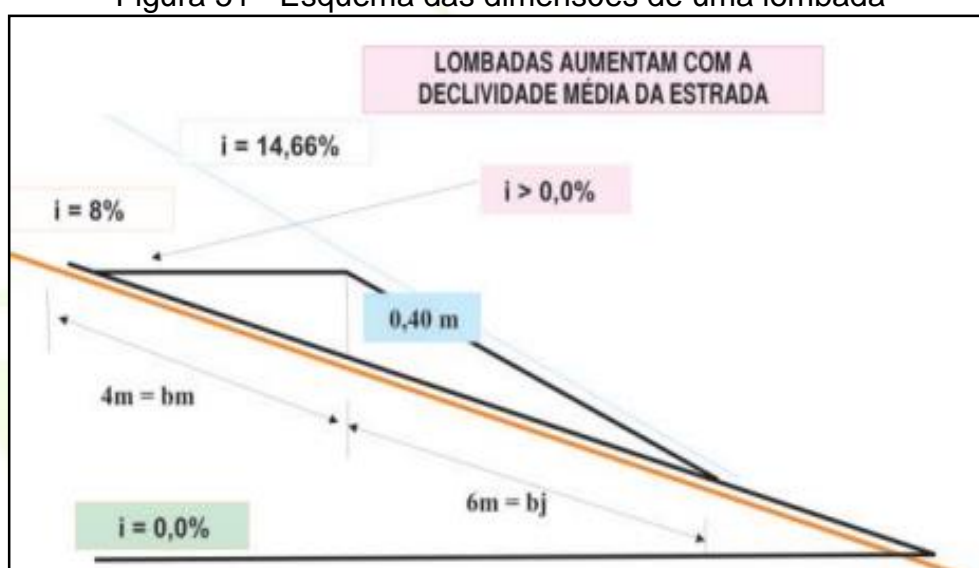 Figura 31 - Esquema das dimensões de uma lombada
LOMBADAS AUMENTAM COM A
DECLIVIDADE MÉDIA DA ESTRADA
i = 14,66%
i > 0,0%
i = 8%
0,40 m
4m = bm
6m = bj
i = 0,0%